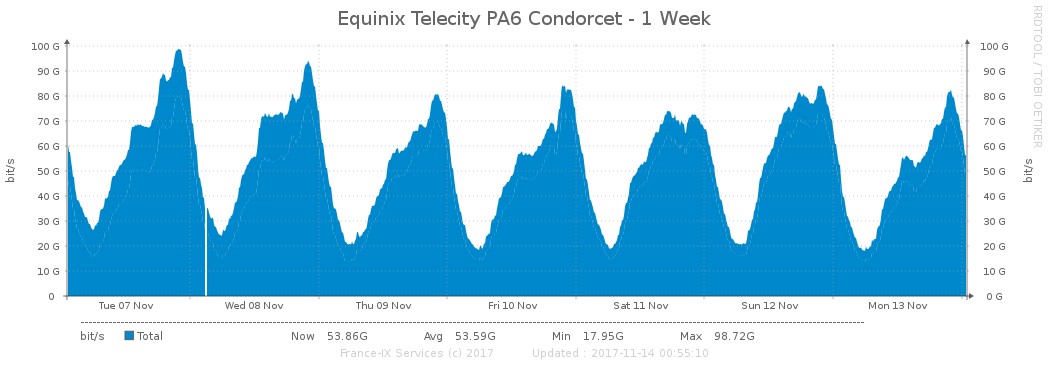 Equinix Telecity PA6 Condorcet - 1 Week
RRDTOOL / TOBI OETIKER
100 G 100 G
90 G 90 G
80 G 80 G
70 G 70 G
60 G 60 G
50 G 50 G
40 G 40 G
30 G 30 G
20 G 20 G
10 G 10 G
0 0 G
bit/s
bit/s
Tue 07 Nov Wed 08 Nov Thu 09 Nov Fri 10 Nov Sat 11 Nov Sun 12 Nov Mon 13 Nov
bit/s Total Now 53.86G Avg 53.59G Min 17.95G Max 98.72G
France-IX Services (c) 2017 Updated : 2017-11-14 00:55:10